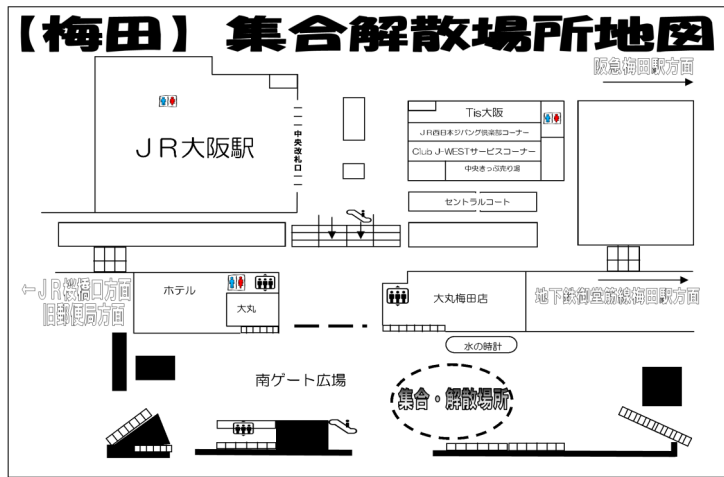 【梅田】 集合解散場所地図
阪急梅田駅方面
JR大阪駅
中央改札口
Tis大阪
JR西日本ジパング倶楽部コーナー
Club J-WESTサービスコーナー
中央きっぷ売り場
セントラルコート
←JR桜橋口方面
旧郵便局方面
ホテル
大丸
大丸梅田店
地下鉄御堂筋線梅田駅方面
水の時計
南ゲート広場
集合・解散場所